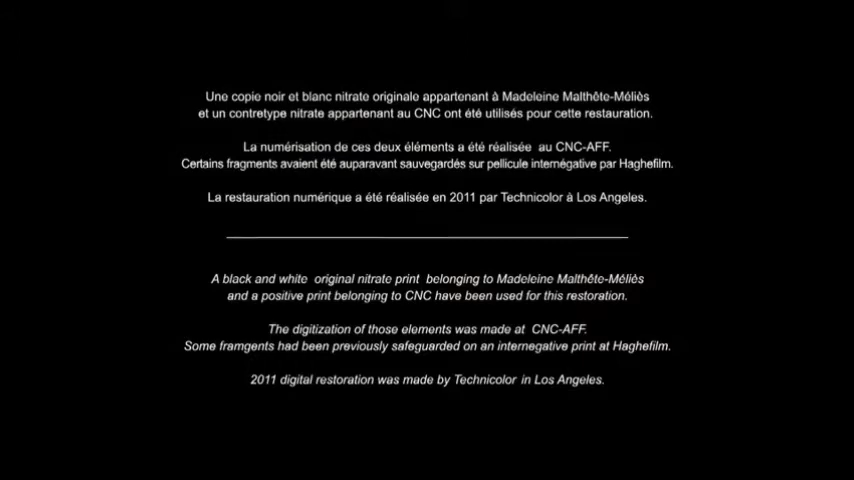 Une copie noir et blanc nitrate originale appartenant à Madeleine Malthête-Méliès
et un contretype nitrate appartenant au CNC ont été utilisés pour cette restauration.
La numérisation de ces deux éléments a été réalisée au CNC-AFF.
Certains fragments avaient été auparavant sauvegardés sur pellicule internégative par Haghefilm.
La restauration numérique a été réalisée en 2011 par Technicolor à Los Angeles.
A black and white original nitrate print belonging to Madeleine Malthête-Méliès
and a positive print belonging to CNC have been used for this restoration.
The digitization of those elements was made at CNC-AFF.
Some framgents had been previously safeguarded on an internegative print at Haghefilm.
2011 digital restoration was made by Technicolor in Los Angeles.